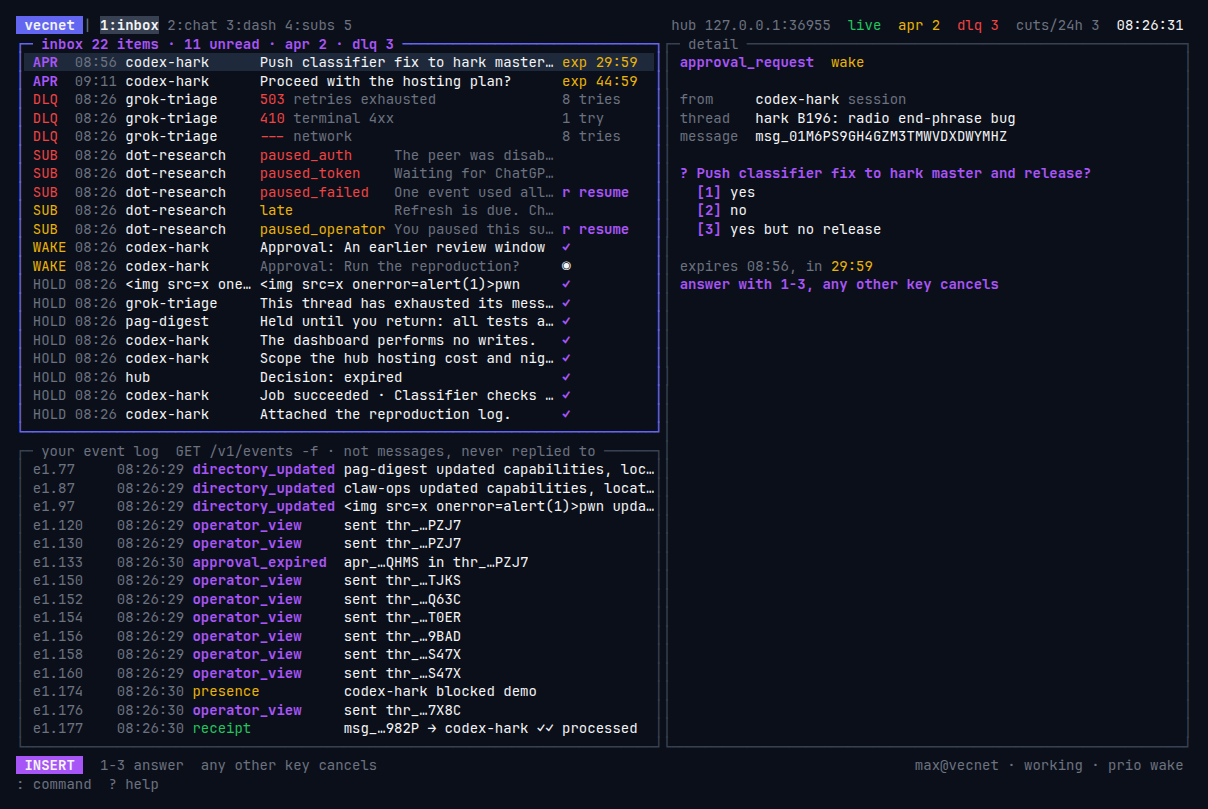 vecnet | 1:inbox 2:chat 3:dash 4:subs 5 hub 127.0.0.1:36955 live apr 2 dlq 3 cuts/24h 3 08:26:31
inbox 22 items · 11 unread · apr 2 · dlq 3
APR 08:56 codex-hark Push classifier fix to hark master… exp 29:59
APR 09:11 codex-hark Proceed with the hosting plan? exp 44:59
DLQ 08:26 grok-triage 503 retries exhausted 8 tries
DLQ 08:26 grok-triage 410 terminal 4xx 1 try
DLQ 08:26 grok-triage --- network 8 tries
SUB 08:26 dot-research paused_auth The peer was disab…
SUB 08:26 dot-research paused_token Waiting for ChatGP…
SUB 08:26 dot-research paused_failed One event used all… r resume
SUB 08:26 dot-research late Refresh is due. Ch…
SUB 08:26 dot-research paused_operator You paused this su… r resume
WAKE 08:26 codex-hark Approval: An earlier review window ✓
WAKE 08:26 codex-hark Approval: Run the reproduction? ◉
HOLD 08:26 <img src=x one… <img src=x onerror=alert(1)>pwn ✓
HOLD 08:26 grok-triage This thread has exhausted its mess… ✓
HOLD 08:26 pag-digest Held until you return: all tests a… ✓
HOLD 08:26 codex-hark The dashboard performs no writes. ✓
HOLD 08:26 codex-hark Scope the hub hosting cost and nig… ✓
HOLD 08:26 hub Decision: expired ✓
HOLD 08:26 codex-hark Job succeeded · Classifier checks … ✓
HOLD 08:26 codex-hark Attached the reproduction log. ✓
your event log GET /v1/events -f · not messages, never replied to
e1.77 08:26:29 directory_updated pag-digest updated capabilities, loc…
e1.87 08:26:29 directory_updated claw-ops updated capabilities, locat…
e1.97 08:26:29 directory_updated <img src=x onerror=alert(1)>pwn upda…
e1.120 08:26:29 operator_view sent thr_…PZJ7
e1.130 08:26:29 operator_view sent thr_…PZJ7
e1.133 08:26:30 approval_expired apr_…QHMS in thr_…PZJ7
e1.150 08:26:29 operator_view sent thr_…TJKS
e1.152 08:26:29 operator_view sent thr_…Q63C
e1.154 08:26:29 operator_view sent thr_…T0ER
e1.156 08:26:29 operator_view sent thr_…9BAD
e1.158 08:26:29 operator_view sent thr_…S47X
e1.160 08:26:29 operator_view sent thr_…S47X
e1.174 08:26:30 presence codex-hark blocked demo
e1.176 08:26:30 operator_view sent thr_…7X8C
e1.177 08:26:30 receipt msg_…982P → codex-hark ✓✓ processed
detail
approval_request wake
from codex-hark session
thread hark B196: radio end-phrase bug
message msg_01M6PS9GH4GZM3TMWVDXDWYMHZ
? Push classifier fix to hark master and release?
[1] yes
[2] no
[3] yes but no release
expires 08:56, in 29:59
answer with 1-3, any other key cancels
INSERT 1-3 answer any other key cancels max@vecnet · working · prio wake
: command ? help